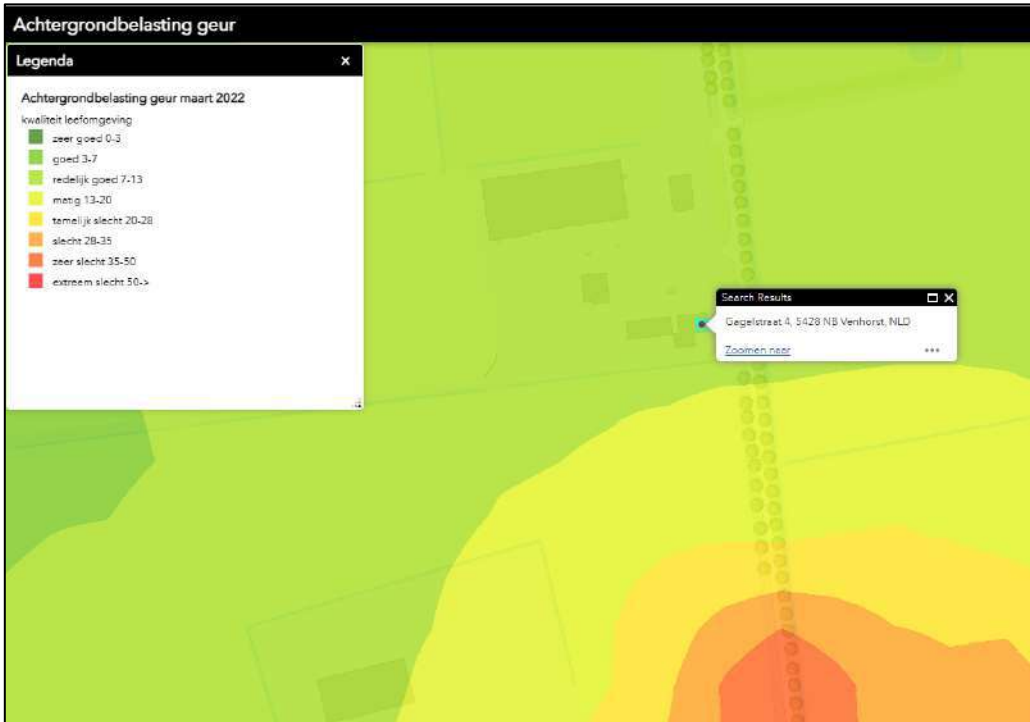 Achtergrondbelasting geur
Legenda
Achtergrondbelasting geur maart 2022
kwaliteit leefomgeving
zeer goed 0-3
goed 3-7
redelijk goed 7-13
matig 13-20
tamelijk slecht 20-28
slecht 28-35
zeer slecht 35-50
extreem slecht 50->
Search Results
Gagelstraat 4, 5428 NB Venhorst, NLD
Zoomen naar